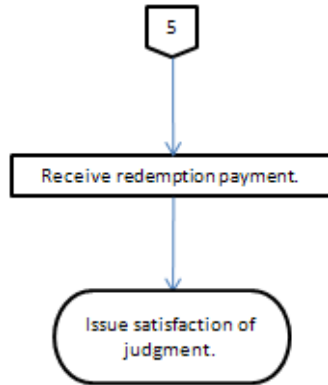 5
Receive redemption payment.
Issue satisfaction of
judgment.